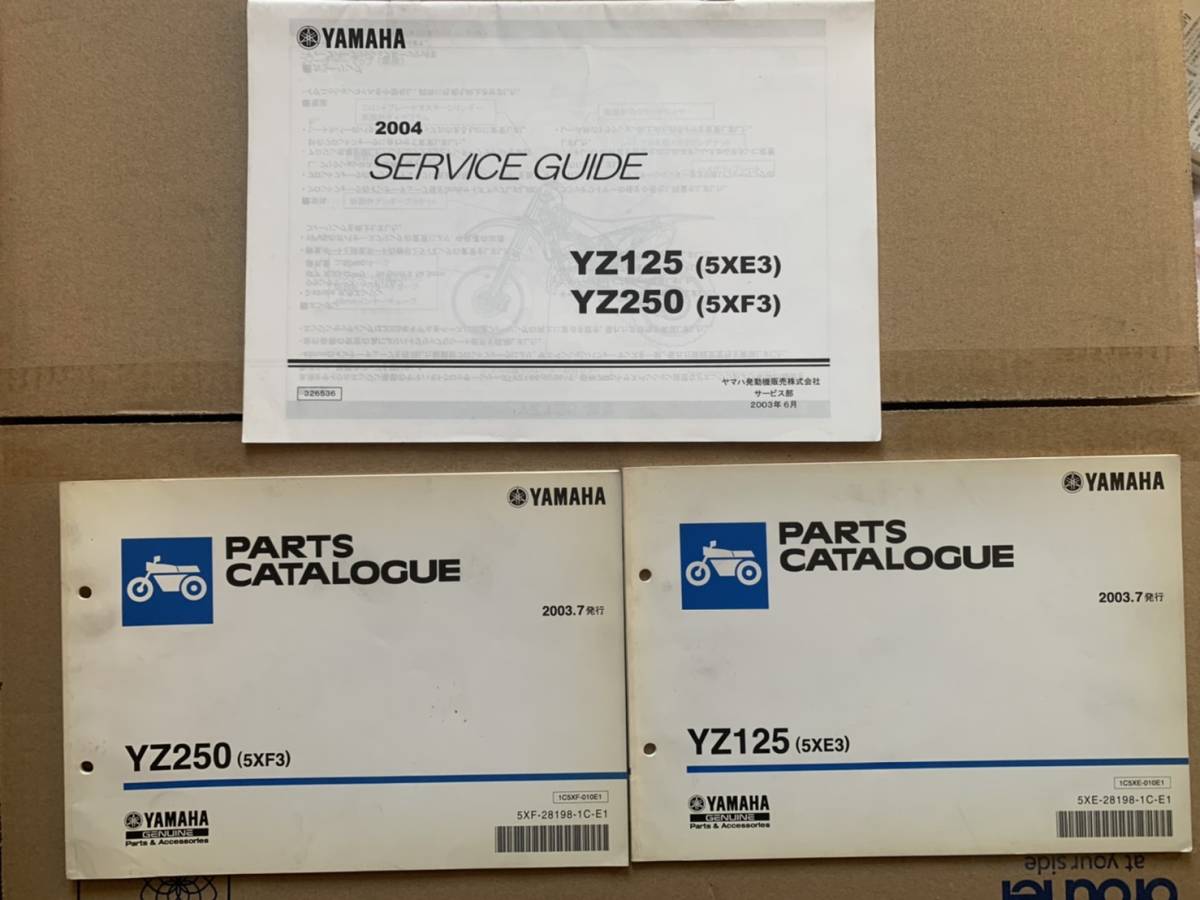 YAMAHA
2004
SERVICE GUIDE
YZ125 (5XE3)
YZ250 (5XF3)
326536
ヤマハ発動機販売株式会社
サービス部
2003年6月
YAMAHA
PARTS
CATALOGUE
2003.7発行
YZ250 (5XF3)
1C5XF-010E1
5XF-28198-1C-E1
YAMAHA
GENUINE
Parts & Accessories
YAMAHA
PARTS
CATALOGUE
2003.7発行
YZ125 (5XE3)
1C5XE-010E1
5XE-28198-1C-E1
YAMAHA
GENUINE
Parts & Accessories
at your side